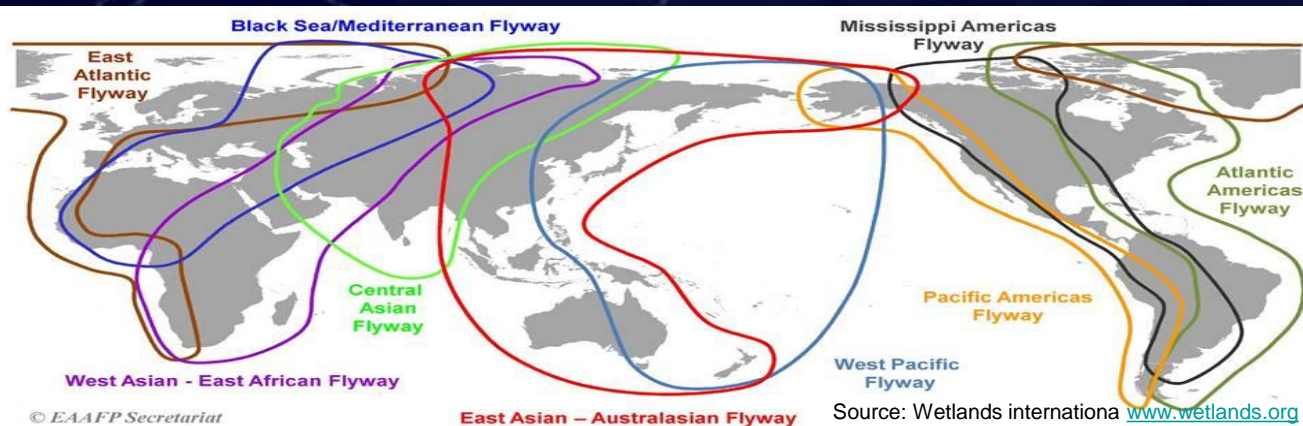 Black Sea/Mediterranean Flyway
Mississippi Americas
Flyway
East
Atlantic
Flyway
Atlantic
Americas
Flyway
Central
Asian
Flyway
Pacific Americas
Flyway
West Asian - East African Flyway
West Pacific
Flyway
© EAAFP Secretariat
East Asian – Australasian Flyway
Source: Wetlands internationa www.wetlands.org